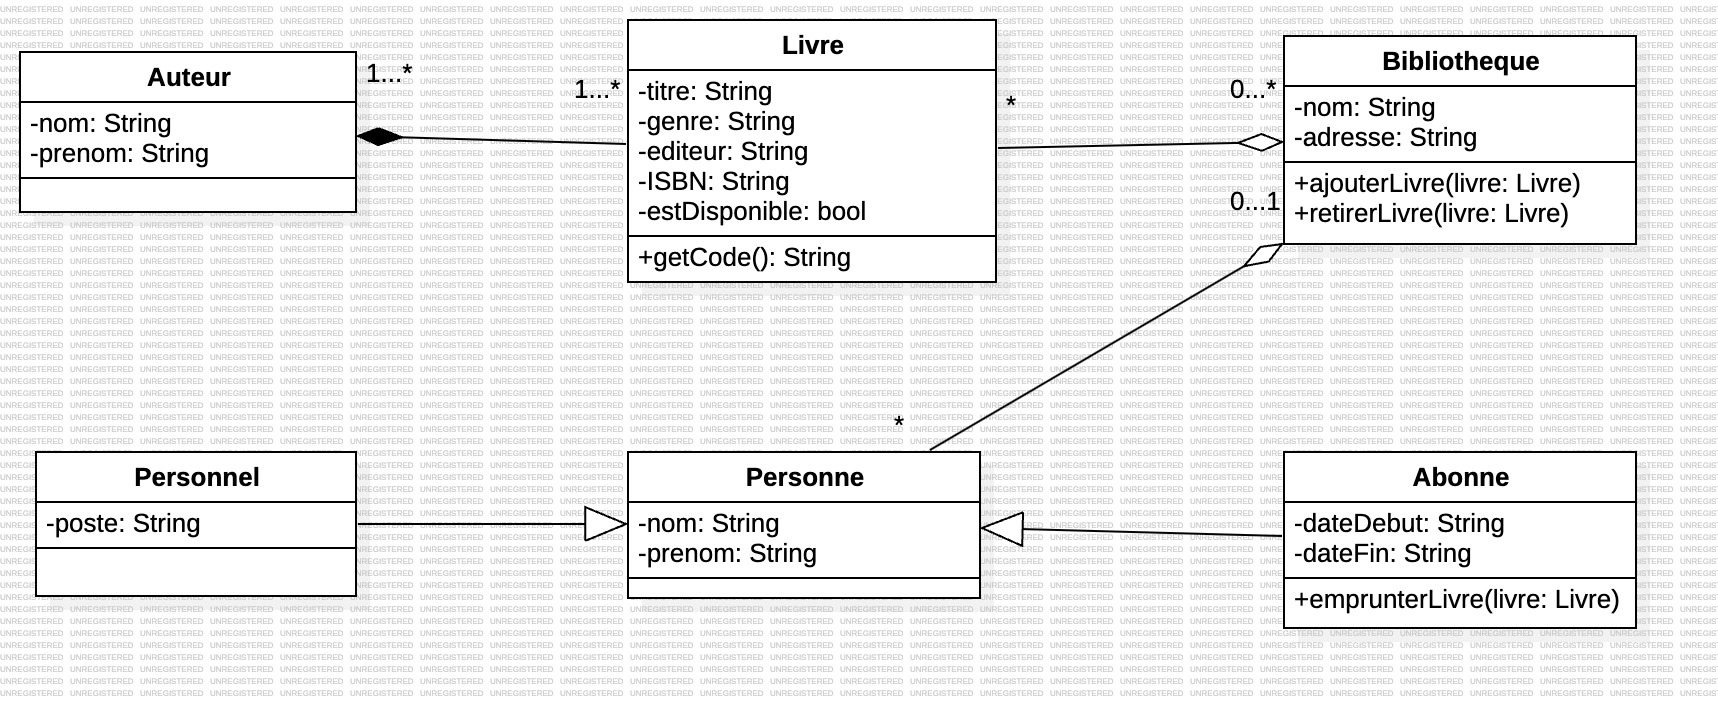 Auteur
-nom: String
-prenom: String
1...*
1...*
Livre
-titre: String
-genre: String
-editeur: String
-ISBN: String
-estDisponible: bool
+getCode(): String
*
0...*
Bibliotheque
-nom: String
-adresse: String
+ajouterLivre(livre: Livre)
+retirerLivre(livre: Livre)
0...1
*
Personnel
-poste: String
Personne
-nom: String
-prenom: String
Abonne
-dateDebut: String
-dateFin: String
+emprunterLivre(livre: Livre)
UNREGISTERED